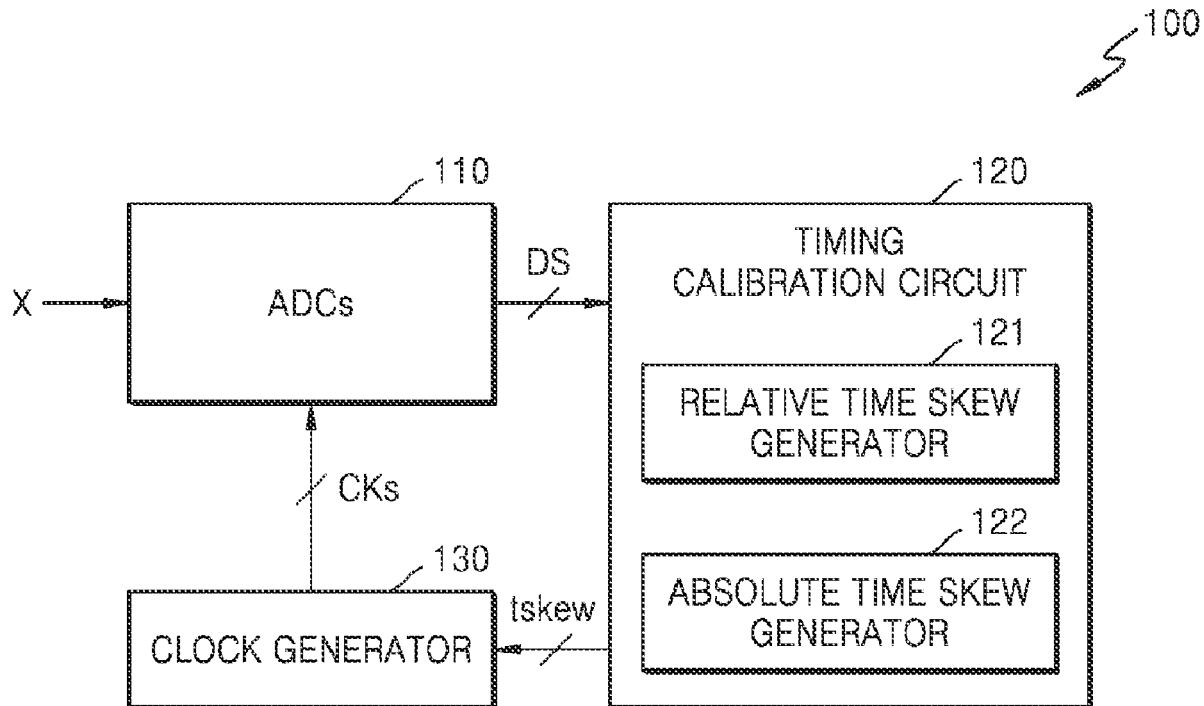 100
110
120
TIMING
CALIBRATION CIRCUIT
DS
X
ADCs
121
RELATIVE TIME SKEW
GENERATOR
CKs
122
130
ABSOLUTE TIME SKEW
GENERATOR
tskew
CLOCK GENERATOR